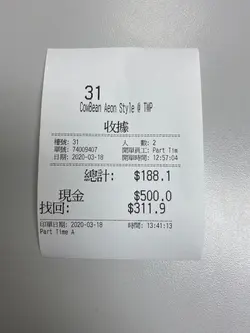 31
CowBean Aeon Style @ TWP
收據
檯號: 31 人 數: 2
單號: 74009407 開單員工: Part Tim
日期: 2020-03-18 開單時間: 12:57:04
總計: $188.1
現金 $500.0
找回: $311.9
印單日期: 2020-03-18 時間: 13:41:13
Part Time A